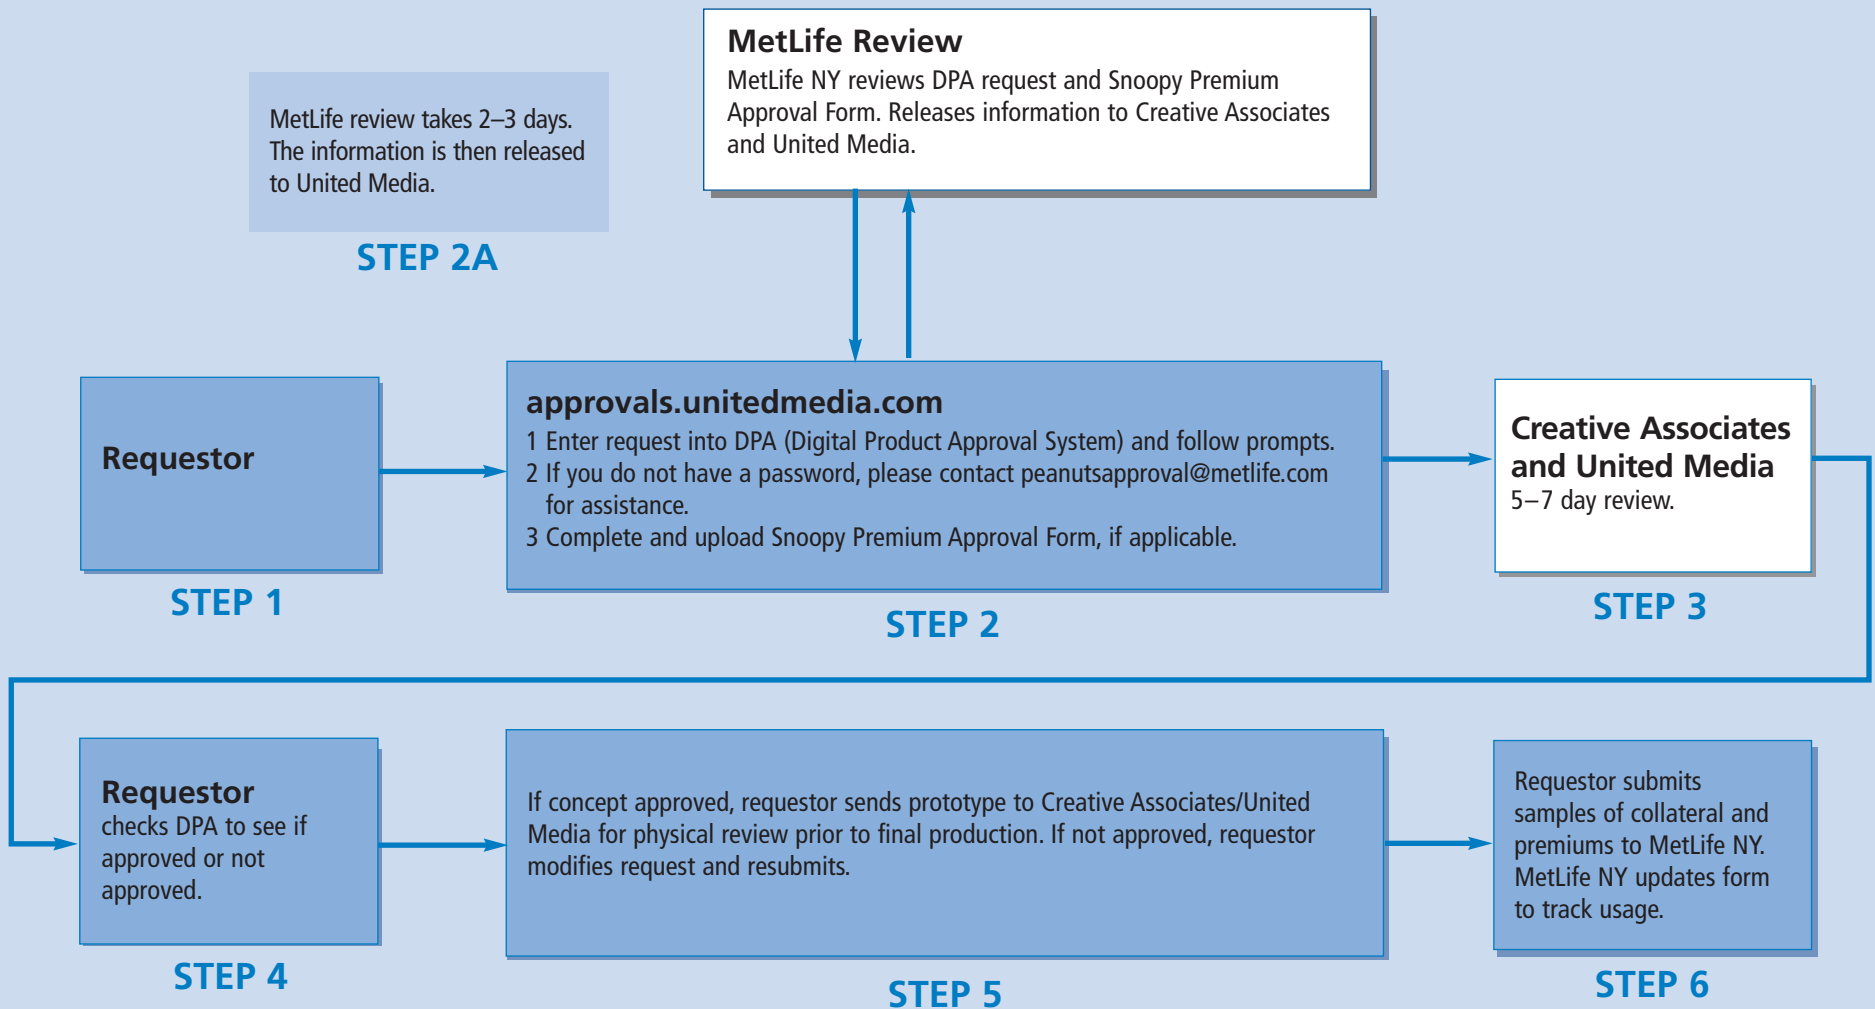 MetLife Review
MetLife NY reviews DPA request and Snoopy Premium
Approval Form. Releases information to Creative Associates
and United Media.
MetLife review takes 2–3 days.
The information is then released
to United Media.
STEP 2A
Requestor
STEP 1
approvals.unitedmedia.com
1 Enter request into DPA (Digital Product Approval System) and follow prompts.
2 If you do not have a password, please contact peanutsapproval@metlife.com
for assistance.
3 Complete and upload Snoopy Premium Approval Form, if applicable.
STEP 2
Creative Associates
and United Media
5–7 day review.
STEP 3
Requestor
checks DPA to see if
approved or not
approved.
STEP 4
If concept approved, requestor sends prototype to Creative Associates/United
Media for physical review prior to final production. If not approved, requestor
modifies request and resubmits.
STEP 5
Requestor submits
samples of collateral and
premiums to MetLife NY.
MetLife NY updates form
to track usage.
STEP 6